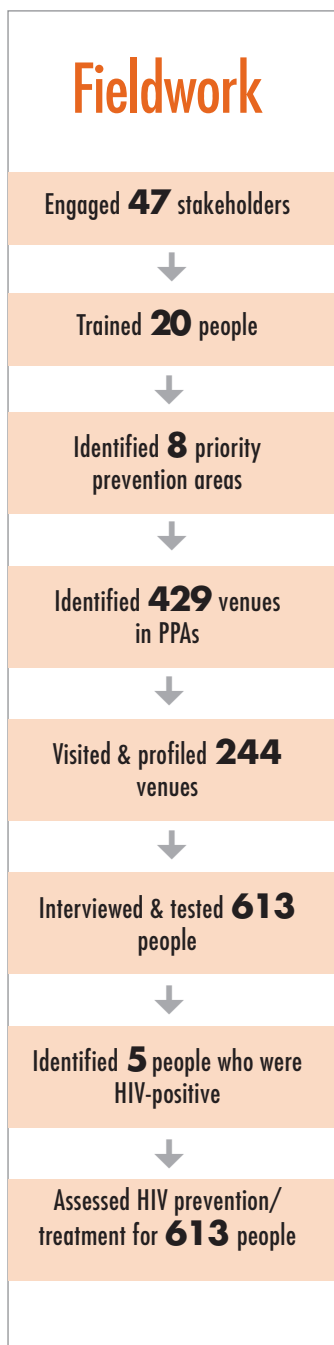 Fieldwork
Engaged 47 stakeholders
Trained 20 people
Identified 8 priority
prevention areas
Identified 429 venues
in PPAs
Visited & profiled 244
venues
Interviewed & tested 613
people
Identified 5 people who were
HIV-positive
Assessed HIV prevention/
treatment for 613 people